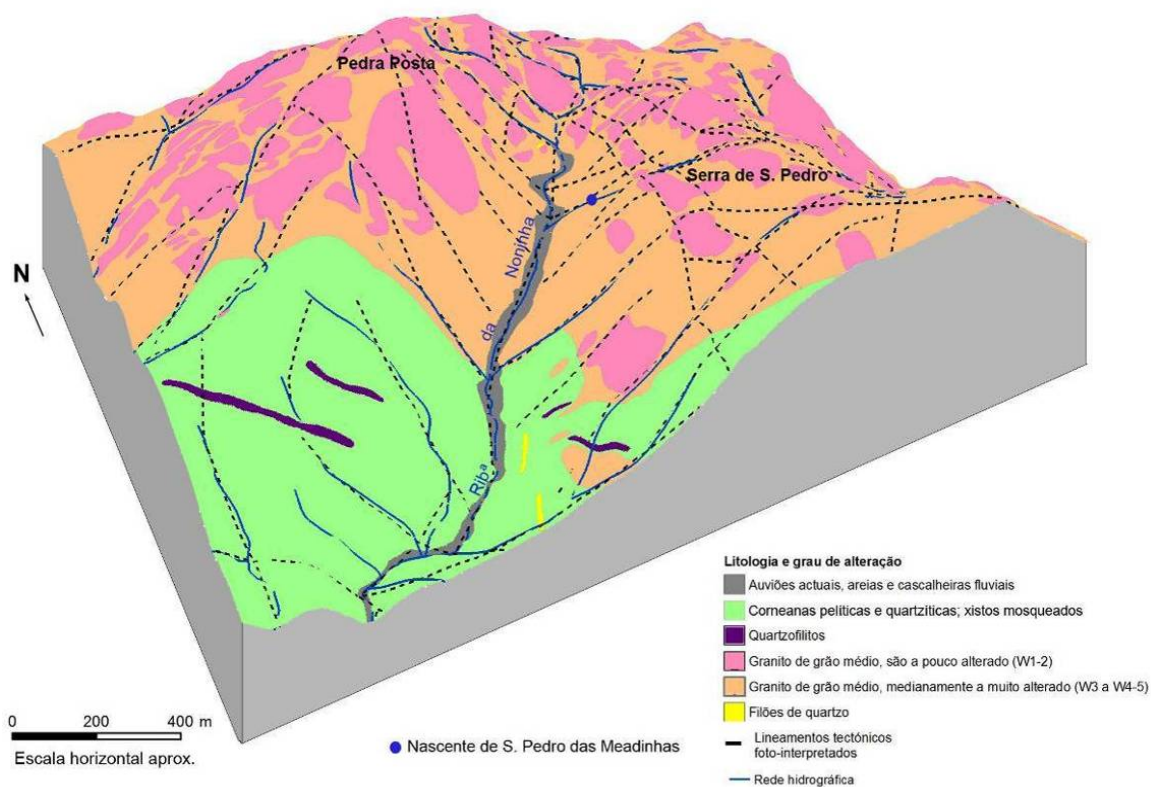 Pedra Posta
Serra de S. Pedro
Rib.ª da Nonjinha
N
Litologia e grau de alteração
Auviões actuais, areias e cascalheiras fluviais
Corneanas pelíticas e quartzíticas; xistos mosqueados
Quartzofilitos
Granito de grão médio, são a pouco alterado (W1-2)
Granito de grão médio, medianamente a muito alterado (W3 a W4-5)
Filões de quartzo
Lineamentos tectónicos
foto-interpretados
Rede hidrográfica
0 200 400 m
Escala horizontal aprox.
Nascente de S. Pedro das Meadinhas